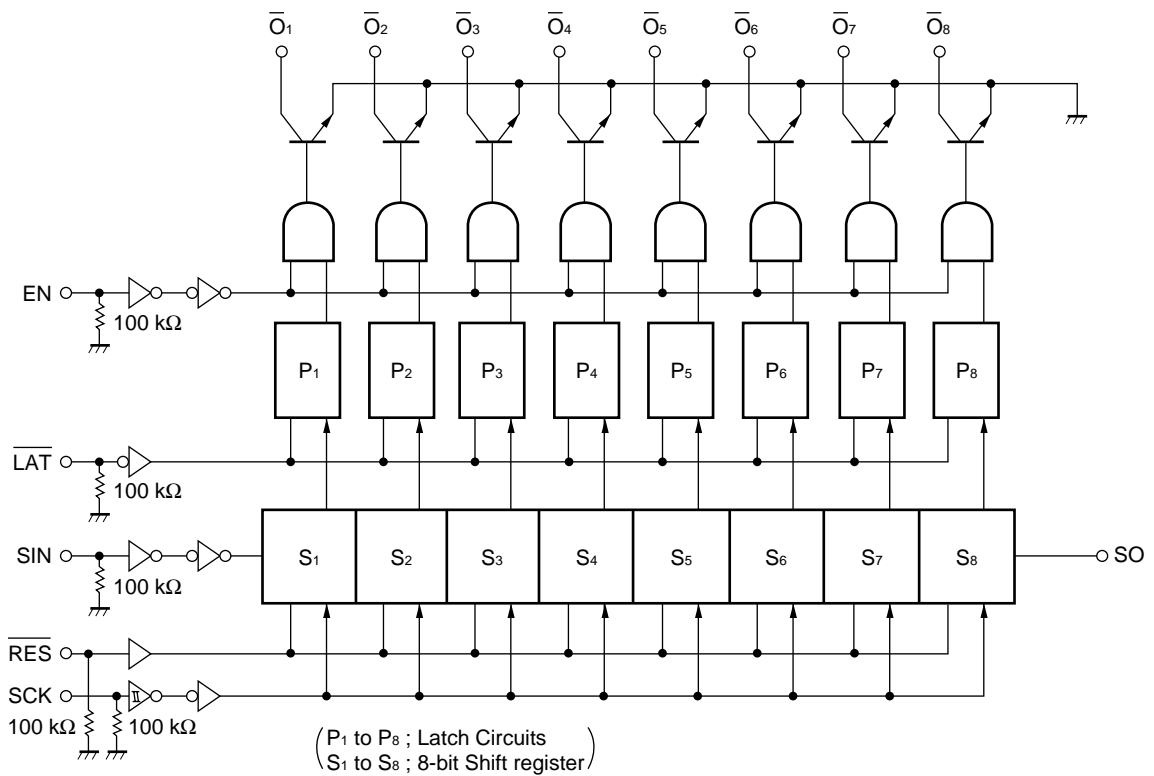 O1 O2 O3 O4 O5 O6 O7 O8
EN
100 kΩ
P1 P2 P3 P4 P5 P6 P7 P8
LAT
100 kΩ
SIN
S1 S2 S3 S4 S5 S6 S7 S8
SO
100 kΩ
RES
SCK
100 kΩ 100 kΩ
(P1 to P8 ; Latch Circuits
S1 to S8 ; 8-bit Shift register)